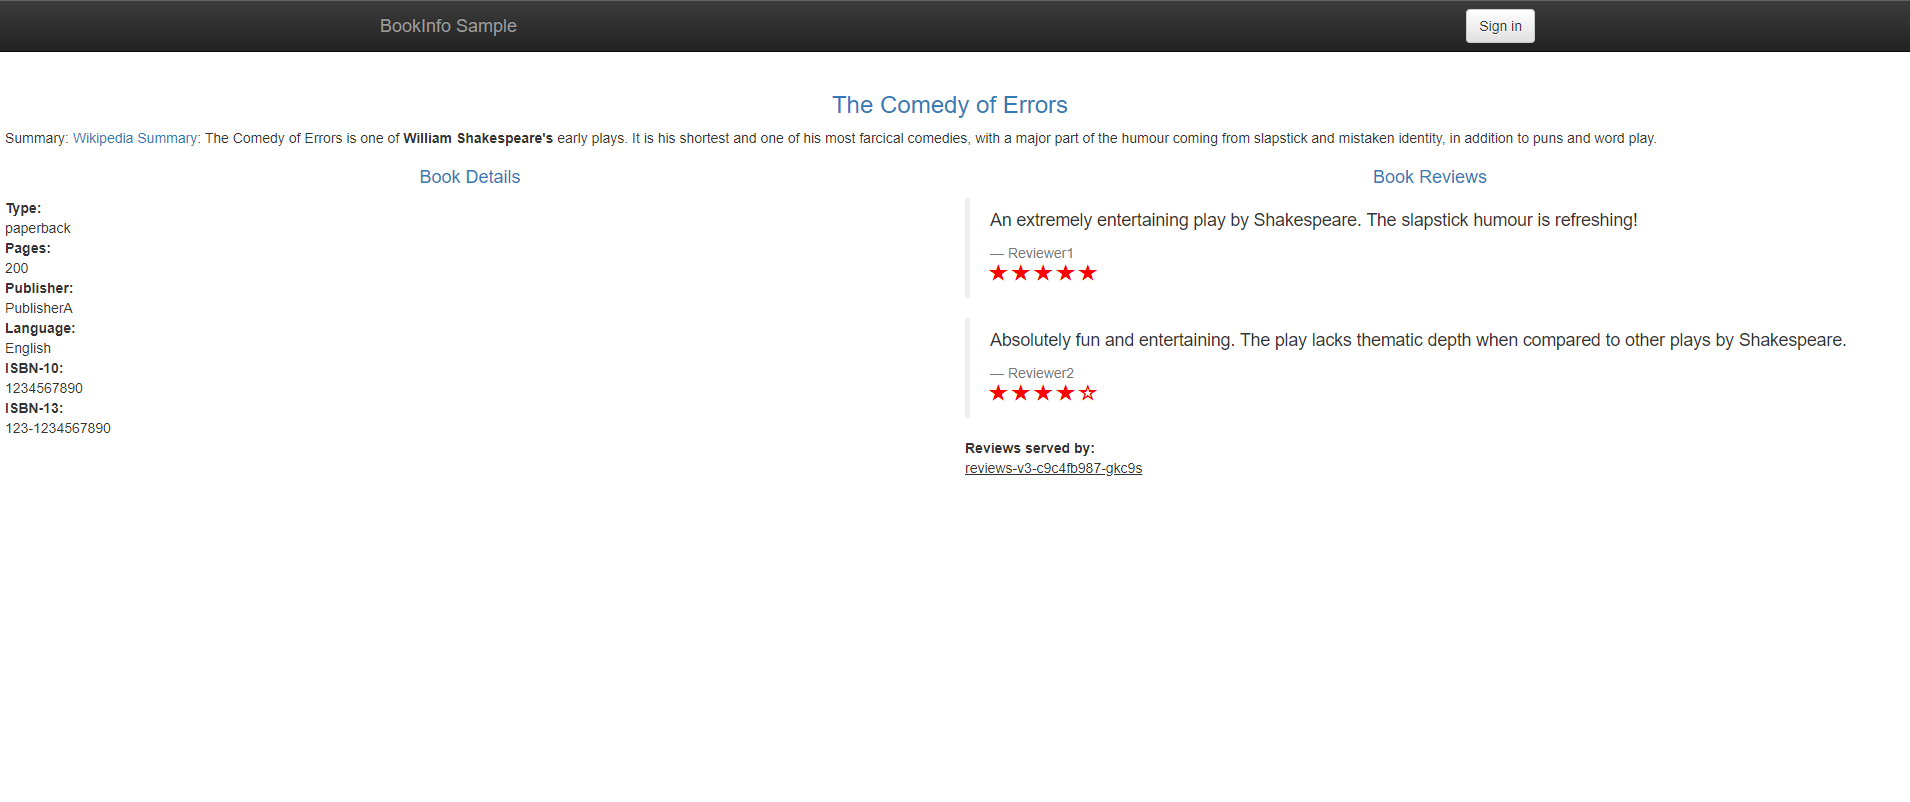 BookInfo Sample
Sign in
The Comedy of Errors
Summary: Wikipedia Summary: The Comedy of Errors is one of William Shakespeare's early plays. It is his shortest and one of his most farcical comedies, with a major part of the humour coming from slapstick and mistaken identity, in addition to puns and word play.
Book Details
Type:
paperback
Pages:
200
Publisher:
PublisherA
Language:
English
ISBN-10:
1234567890
ISBN-13:
123-1234567890
Book Reviews
An extremely entertaining play by Shakespeare. The slapstick humour is refreshing!
— Reviewer1
Absolutely fun and entertaining. The play lacks thematic depth when compared to other plays by Shakespeare.
— Reviewer2
Reviews served by:
reviews-v3-c9c4fb987-gkc9s